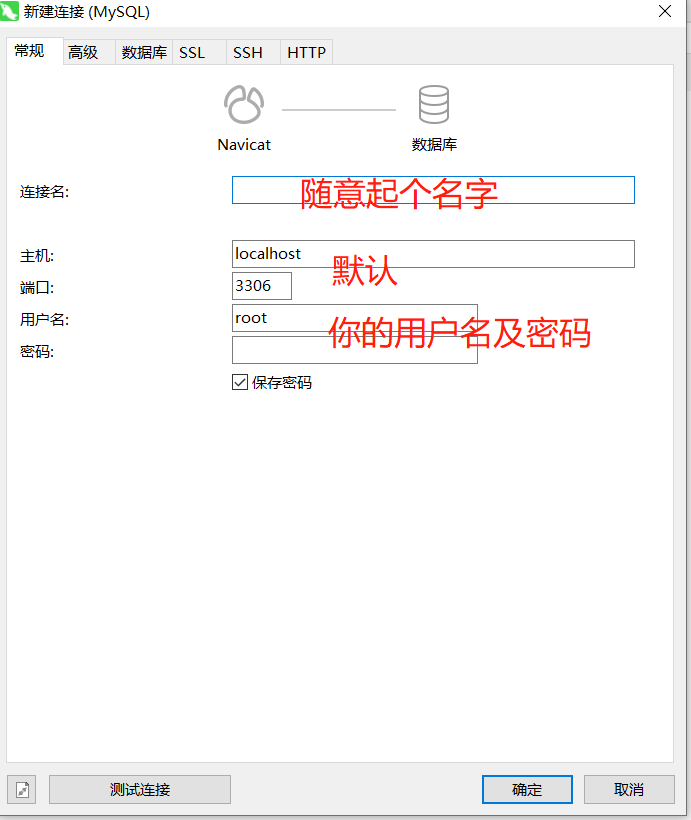 新建连接 (MySQL)
常规 高级 数据库 SSL SSH HTTP
Navicat 数据库
连接名: 随意起个名字
主机: localhost
默认
端口: 3306
用户名: root
你的用户名及密码
密码:
保存密码
测试连接 确定 取消